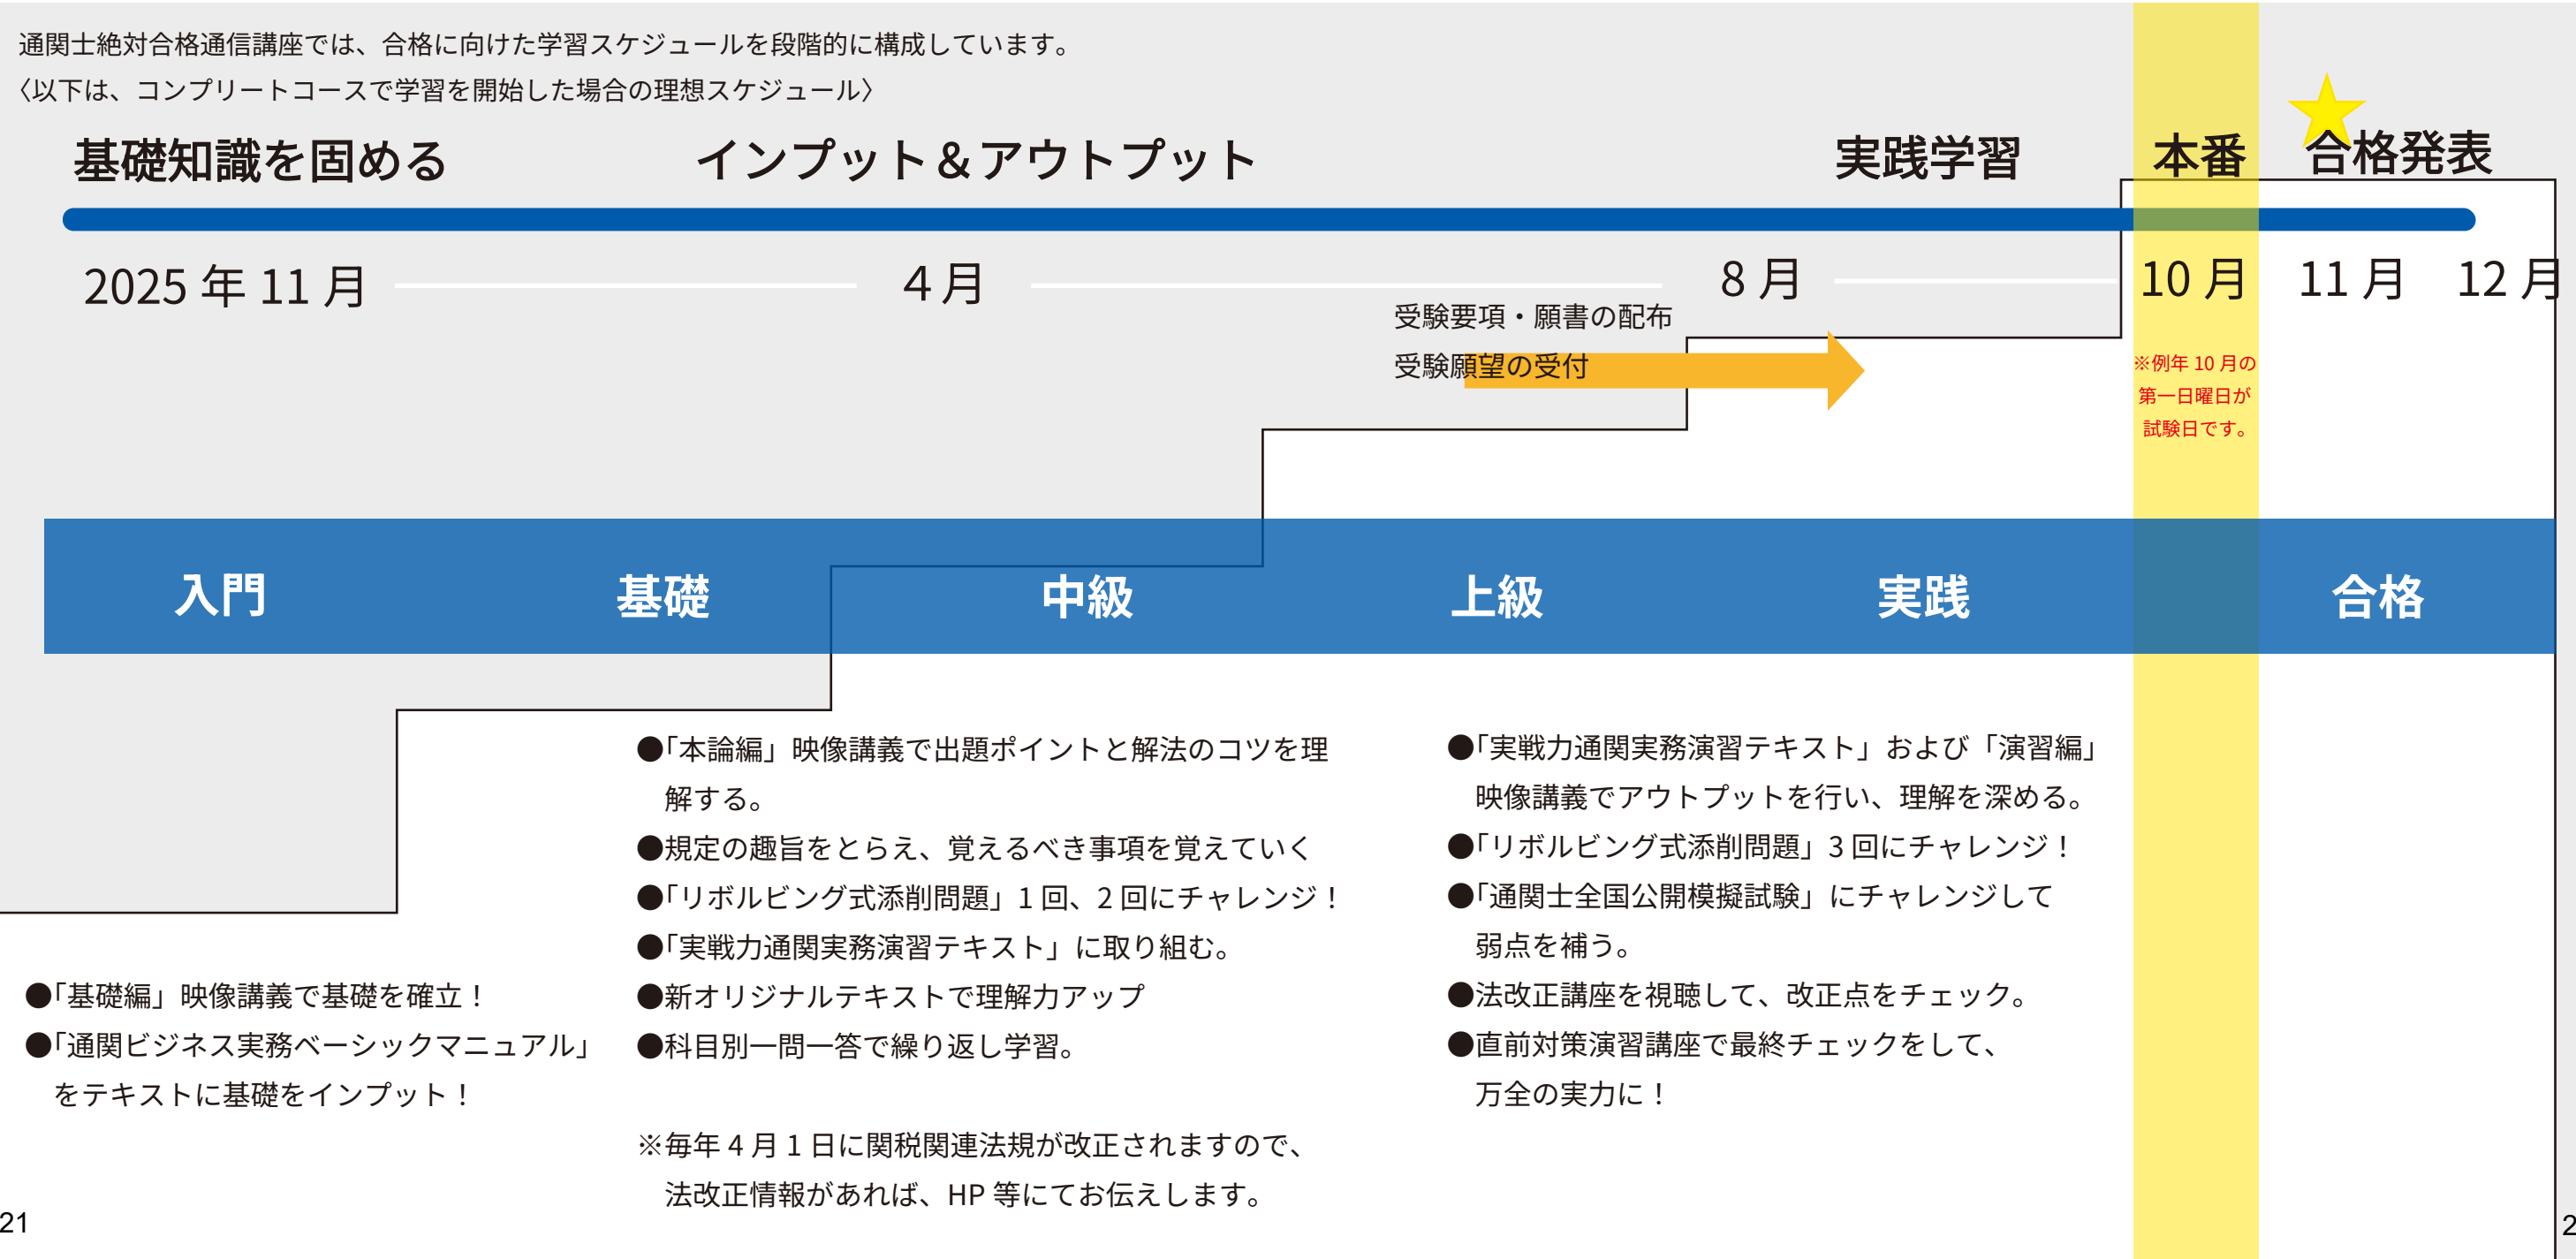 通関士絶対合格通信講座では、合格に向けた学習スケジュールを段階的に構成しています。
〈以下は、コンプリートコースで学習を開始した場合の理想スケジュール〉
基礎知識を固める
インプット＆アウトプット
実践学習
本番
合格発表
2025 年 11 月
4 月
8 月
10 月
11 月
12 月
受験要項・願書の配布
受験願望の受付
※例年 10 月の
第一日曜日が
試験日です。
入門
基礎
中級
上級
実践
合格
●「基礎編」映像講義で基礎を確立！
●「通関ビジネス実務ベーシックマニュアル」
をテキストに基礎をインプット！
●「本論編」映像講義で出題ポイントと解法のコツを理
解する。
●規定の趣旨をとらえ、覚えるべき事項を覚えていく
●「リボルビング式添削問題」1 回、2 回にチャレンジ！
●「実戦力通関実務演習テキスト」に取り組む。
●新オリジナルテキストで理解力アップ
●科目別一問一答で繰り返し学習。
※毎年 4 月 1 日に関税関連法規が改正されますので、
法改正情報があれば、HP 等にてお伝えします。
●「実戦力通関実務演習テキスト」および「演習編」
映像講義でアウトプットを行い、理解を深める。
●「リボルビング式添削問題」3 回にチャレンジ！
●「通関士全国公開模擬試験」にチャレンジして
弱点を補う。
●法改正講座を視聴して、改正点をチェック。
●直前対策演習講座で最終チェックをして、
万全の実力に！
21
2